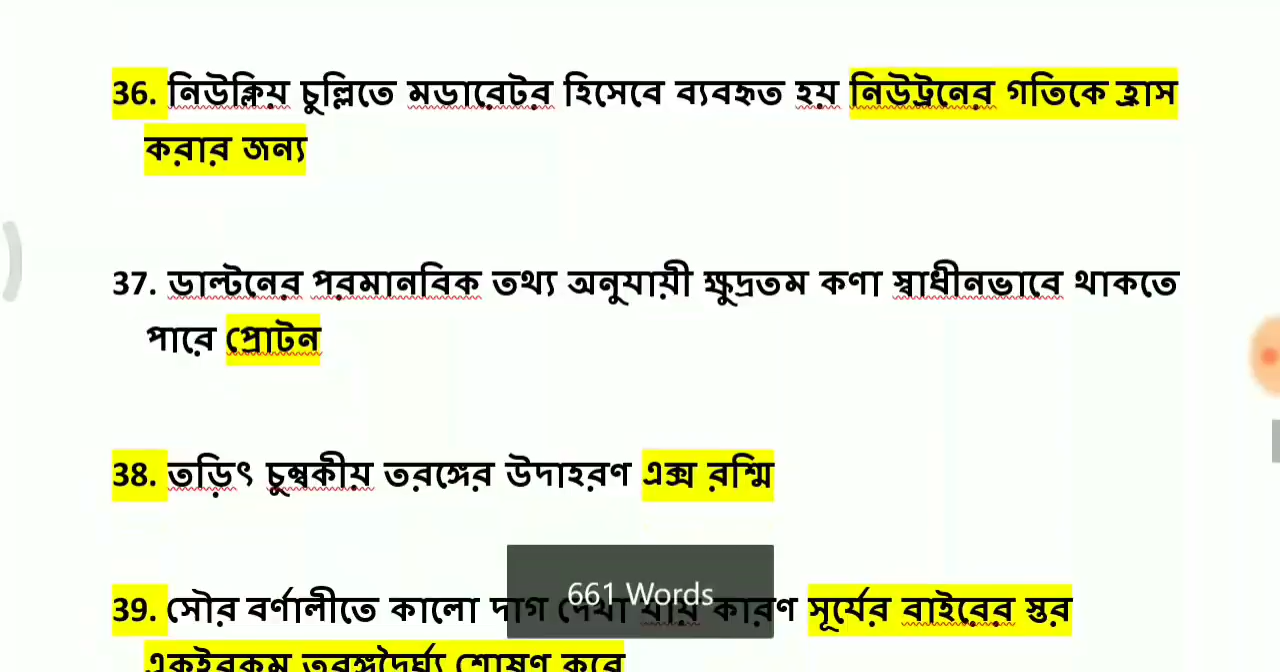 36. নিউক্লিয় চুল্লিতে মডারেটর হিসেবে ব্যবহৃত হয় নিউট্রনের গতিকে হ্রাস
করার জন্য
37. ডাল্টনের পরমানবিক তথ্য অনুযায়ী ক্ষুদ্রতম কণা স্বাধীনভাবে থাকতে
পারে প্রোটন
38. তড়িৎ চুম্বকীয় তরঙ্গের উদাহরণ এক্স রশ্মি
661 Words
39. সৌর বর্ণালীতে কালো দাগ দেখা যায় কারণ সূর্যের বাইরের স্তর
একইরকম তরঙ্গদৈর্ঘ্য শোষণ করে